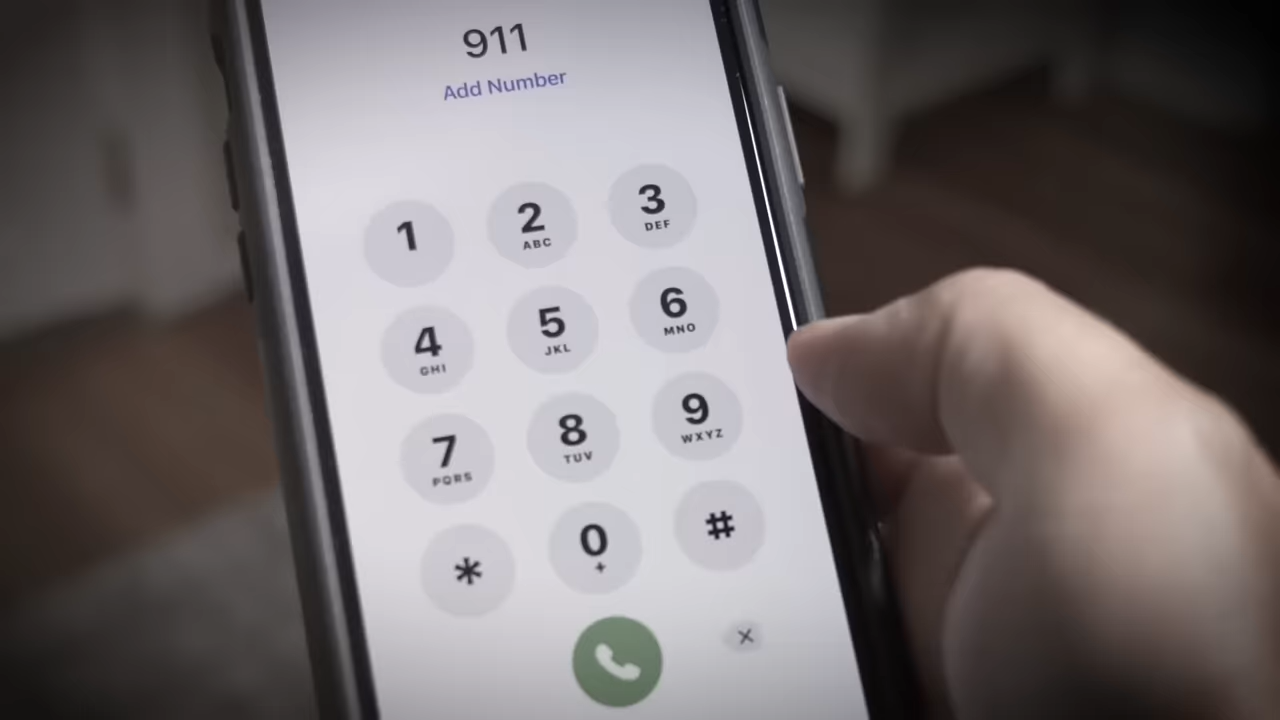 911
Add Number
1 2 3
ABC DEF
4 5 6
GHI JKL MNO
7 8 9
PQRS TUV WXYZ
* 0 #
+